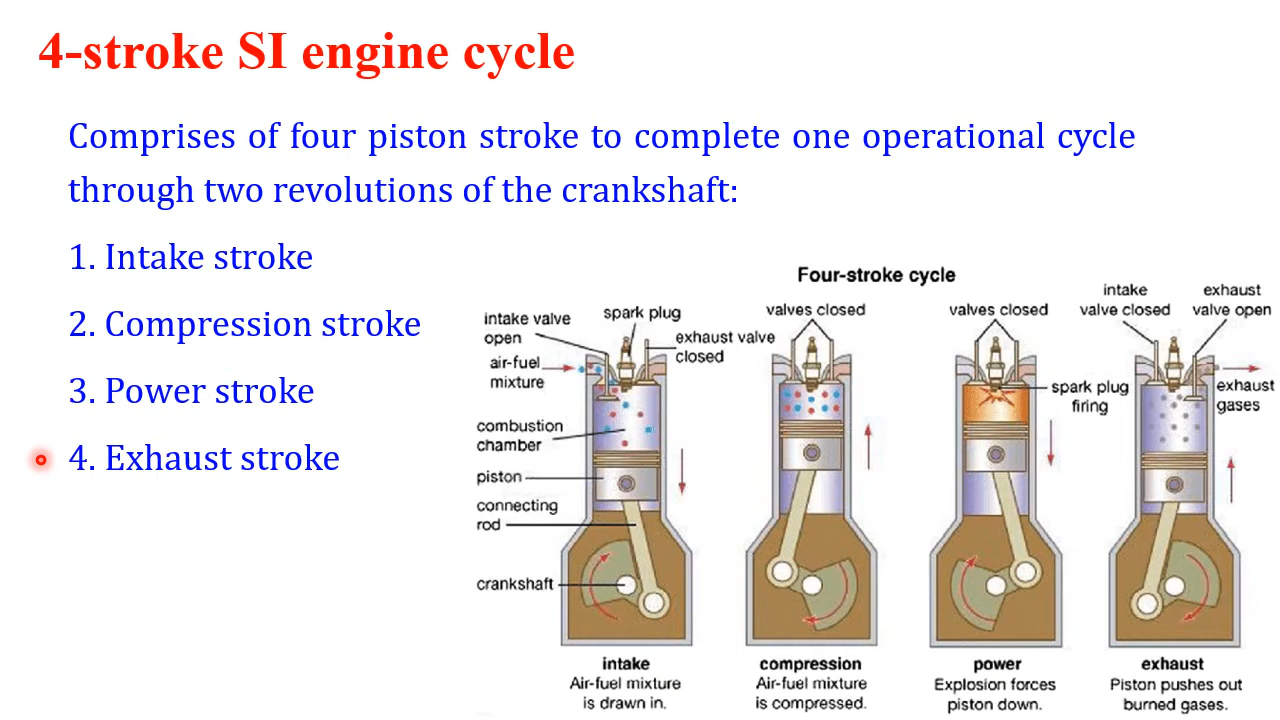 4-stroke SI engine cycle
Comprises of four piston stroke to complete one operational cycle
through two revolutions of the crankshaft:
1. Intake stroke
2. Compression stroke
3. Power stroke
4. Exhaust stroke
Four-stroke cycle
intake valve
open
spark plug
exhaust valve
closed
air-fuel
mixture
combustion
chamber
piston
connecting
rod
crankshaft
intake
Air-fuel mixture
is drawn in.
valves closed
compression
Air-fuel mixture
is compressed.
valves closed
spark plug
firing
power
Explosion forces
piston down.
intake
valve closed
exhaust
valve open
exhaust
gases
exhaust
Piston pushes out
burned gases.